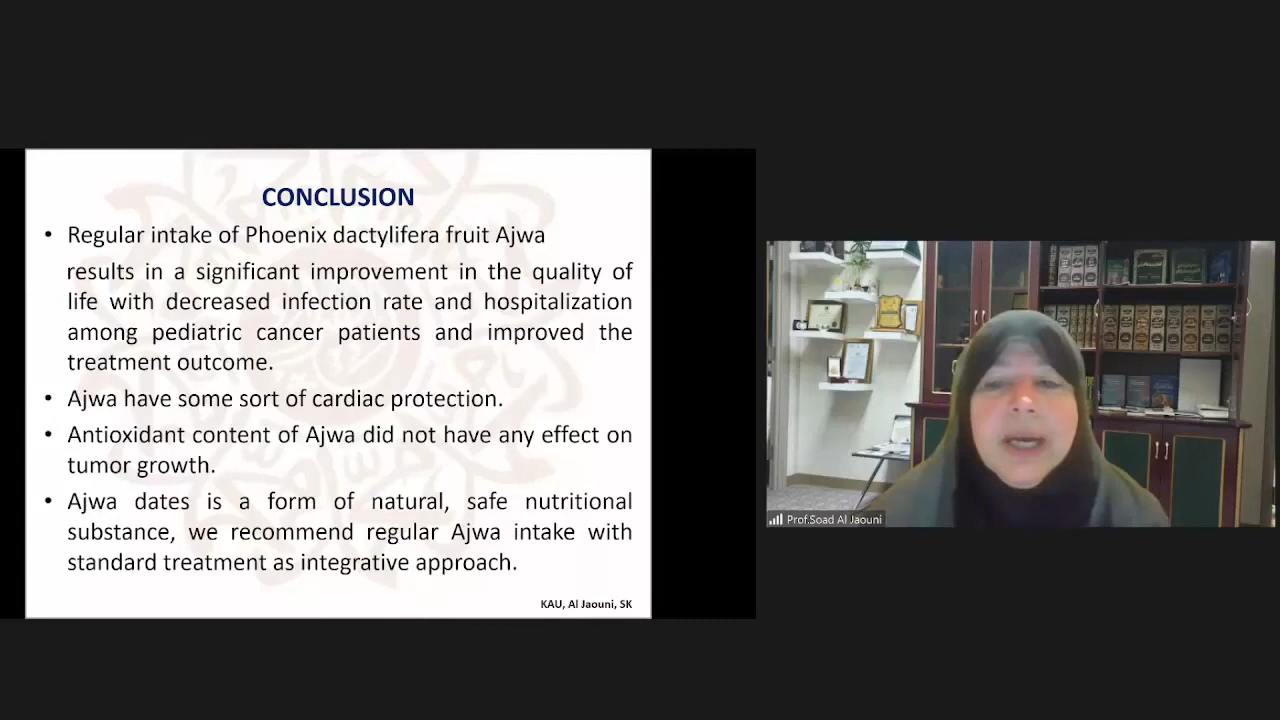 CONCLUSION
• Regular intake of Phoenix dactylifera fruit Ajwa
results in a significant improvement in the quality of
life with decreased infection rate and hospitalization
among pediatric cancer patients and improved the
treatment outcome.
• Ajwa have some sort of cardiac protection.
• Antioxidant content of Ajwa did not have any effect on
tumor growth.
• Ajwa dates is a form of natural, safe nutritional
substance, we recommend regular Ajwa intake with
standard treatment as integrative approach.
KAU, Al Jaouni, SK
Prof.Soad Al Jaouni